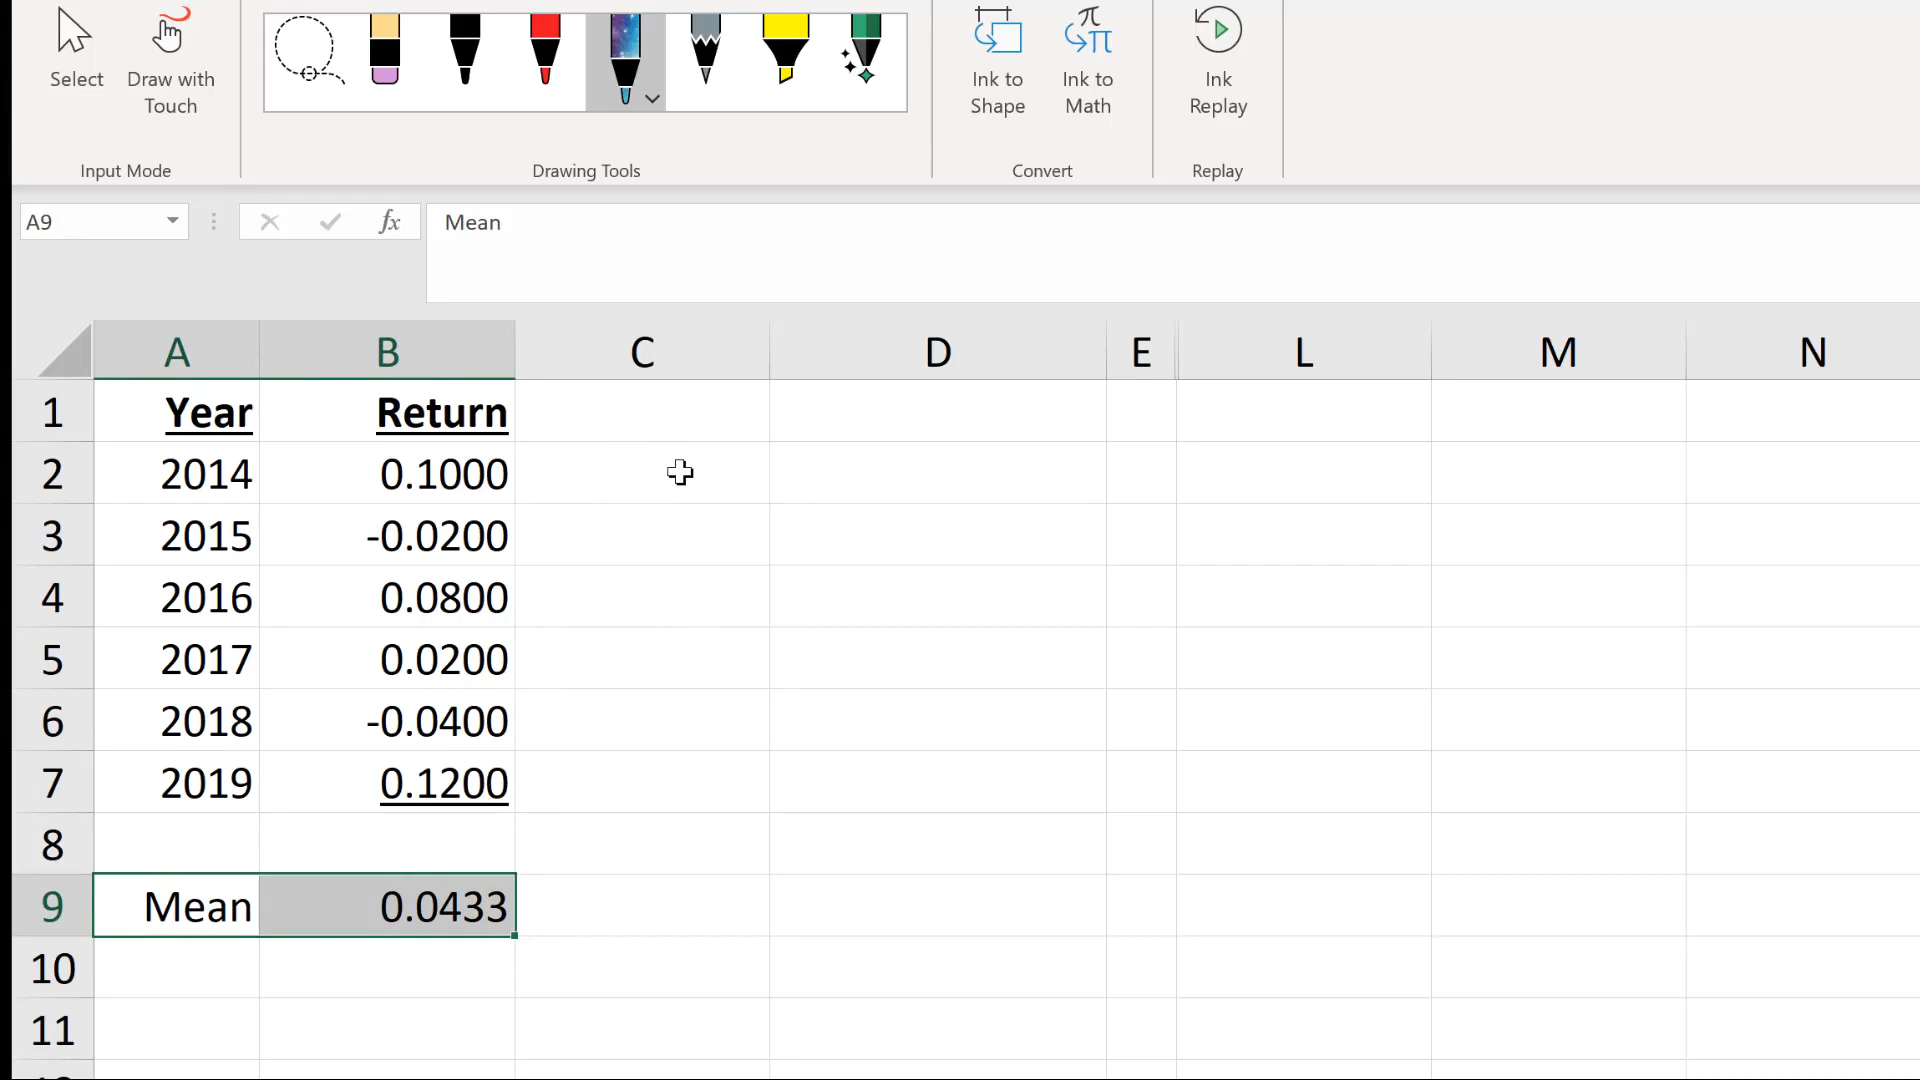 Select
Draw with
Touch
Ink to
Shape
Ink to
Math
Ink
Replay
Input Mode
Drawing Tools
Convert
Replay
A9
fx
Mean
A B C D E L M N
1 Year Return
2 2014 0.1000
3 2015 -0.0200
4 2016 0.0800
5 2017 0.0200
6 2018 -0.0400
7 2019 0.1200
8
9 Mean 0.0433
10
11